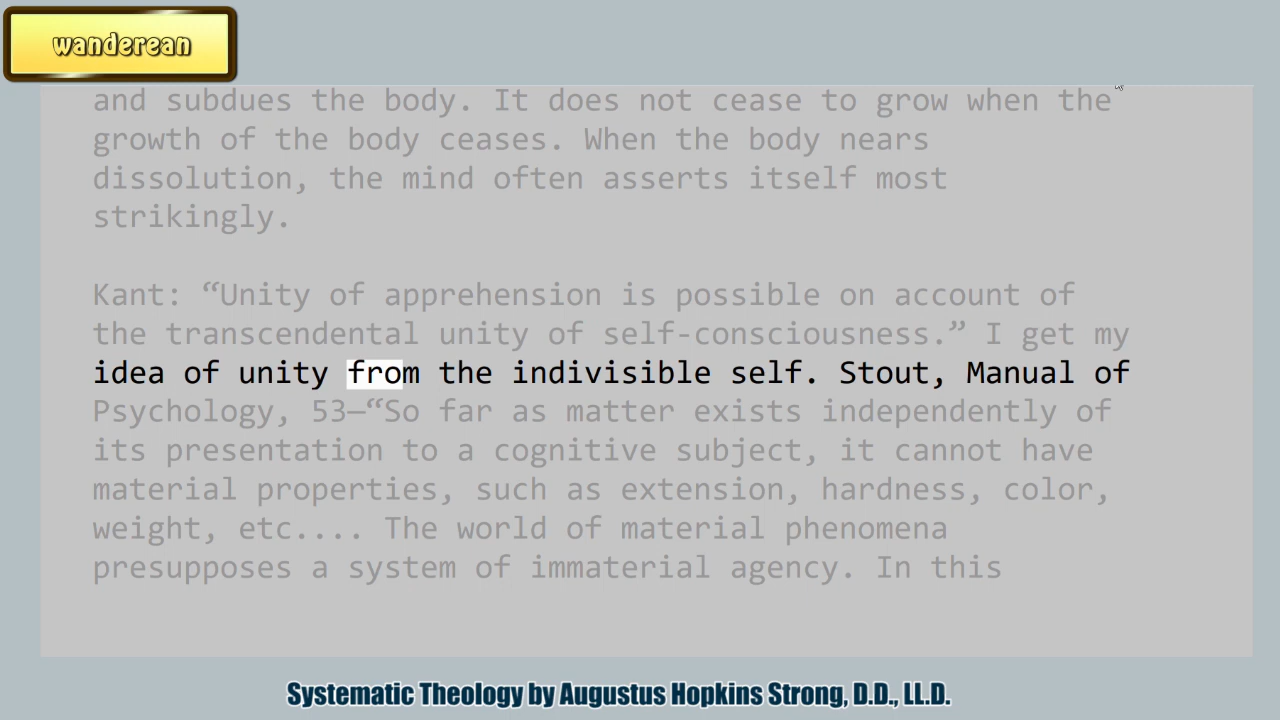 wanderean
and subdues the body. It does not cease to grow when the
growth of the body ceases. When the body nears
dissolution, the mind often asserts itself most
strikingly.
Kant: “Unity of apprehension is possible on account of
the transcendental unity of self-consciousness.” I get my
idea of unity from the indivisible self. Stout, Manual of
Psychology, 53—“So far as matter exists independently of
its presentation to a cognitive subject, it cannot have
material properties, such as extension, hardness, color,
weight, etc.... The world of material phenomena
presupposes a system of immaterial agency. In this
Systematic Theology by Augustus Hopkins Strong, D.D., LL.D.